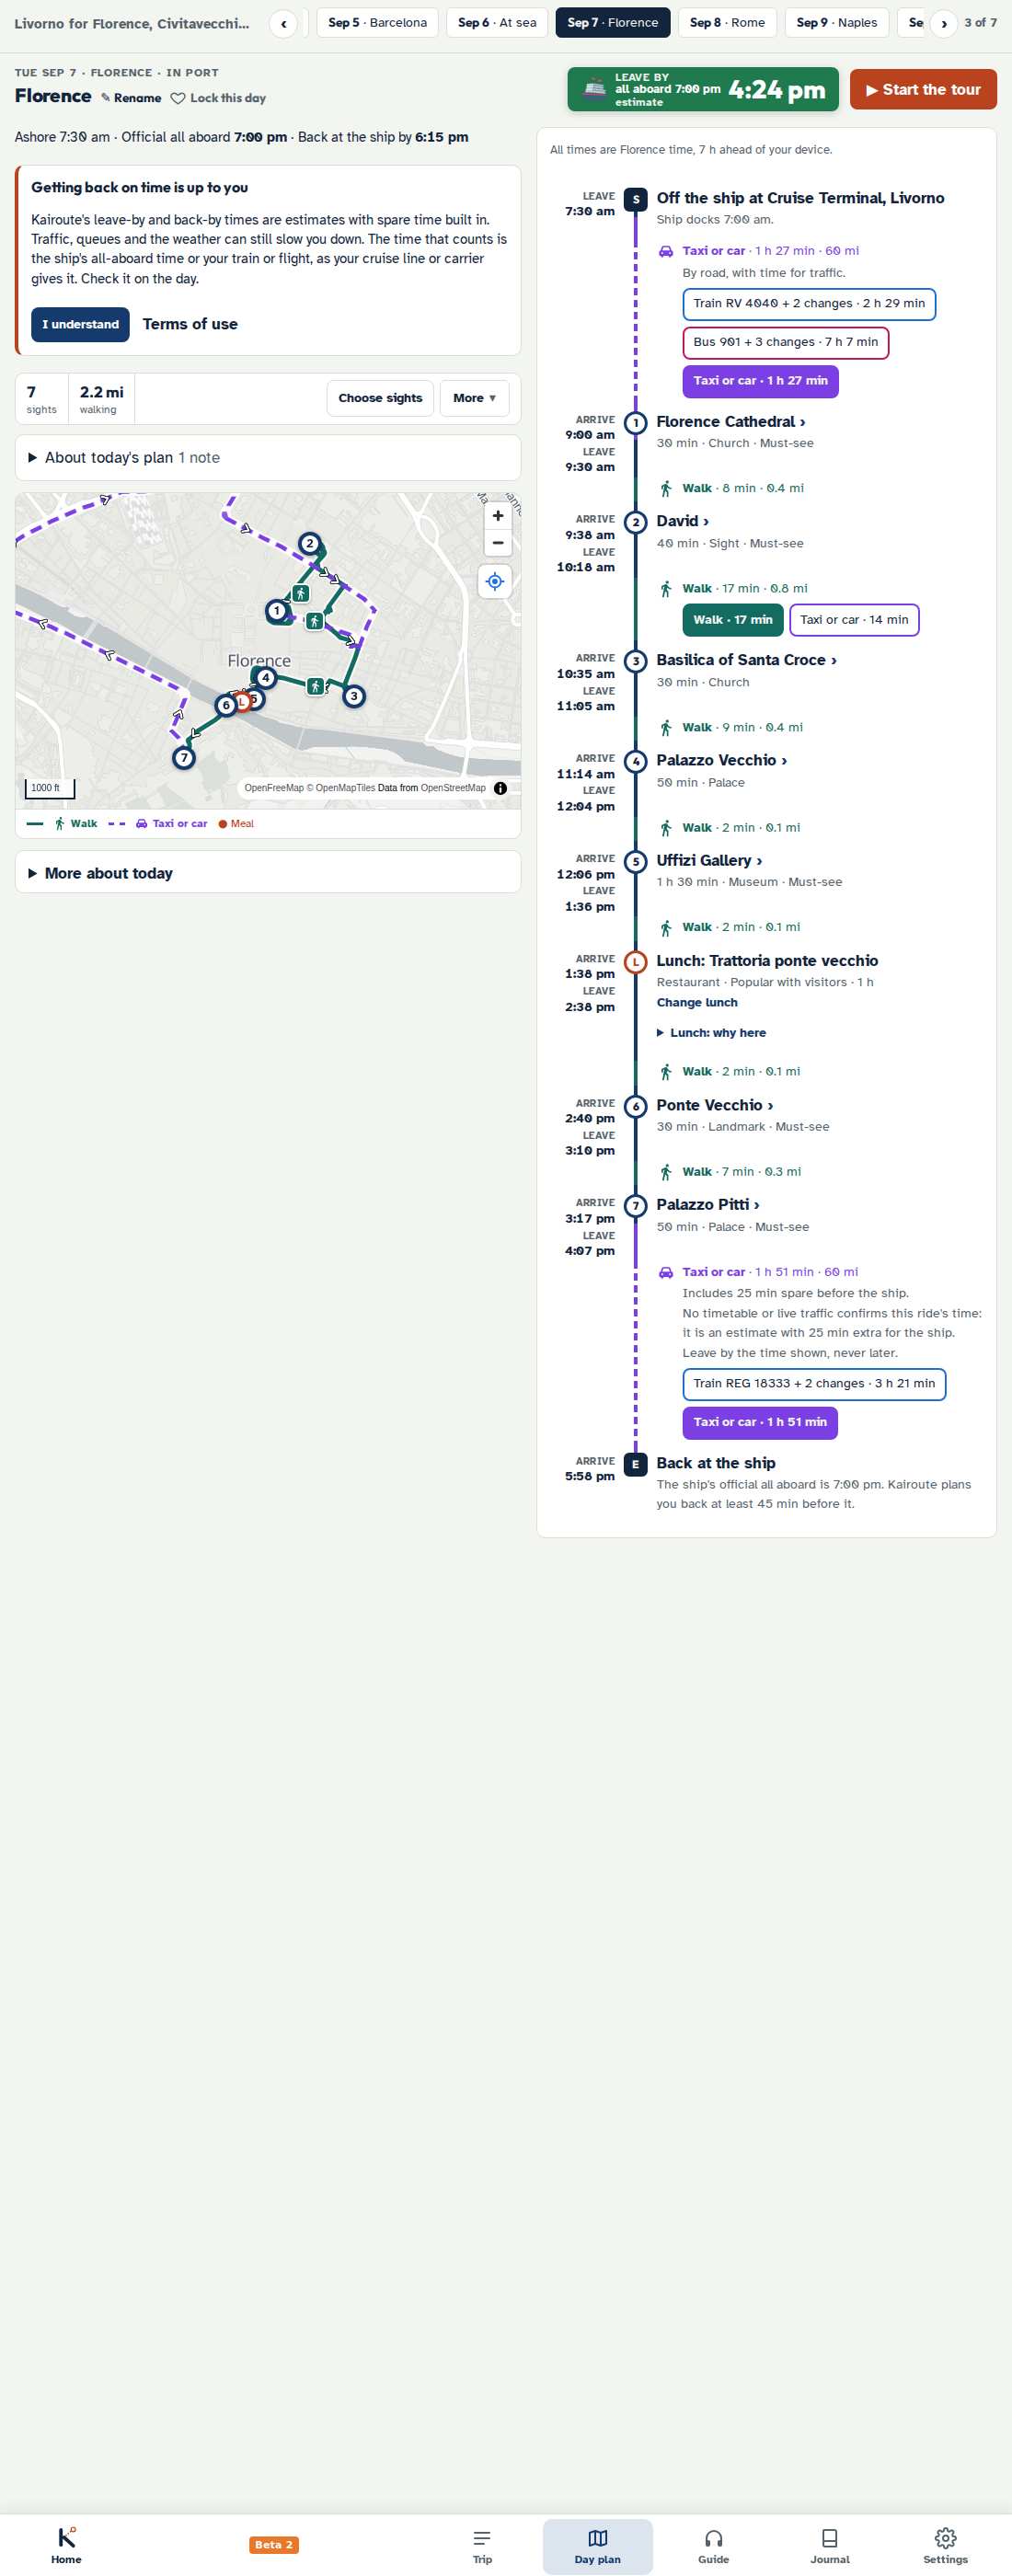 Livorno for Florence, Civitavecchi...
‹
Sep 5 · Barcelona
Sep 6 · At sea
Sep 7 · Florence
Sep 8 · Rome
Sep 9 · Naples
Se
›
3 of 7
TUE SEP 7 · FLORENCE · IN PORT
Florence ✎ Rename ♡ Lock this day
LEAVE BY
all aboard 7:00 pm
estimate
4:24 pm
▶ Start the tour
Ashore 7:30 am · Official all aboard 7:00 pm · Back at the ship by 6:15 pm
Getting back on time is up to you
Kairoute's leave-by and back-by times are estimates with spare time built in.
Traffic, queues and the weather can still slow you down. The time that counts is
the ship's all-aboard time or your train or flight, as your cruise line or carrier
gives it. Check it on the day.
I understand
Terms of use
7
sights
2.2 mi
walking
Choose sights
More ▾
▶ About today's plan 1 note
+
−
2
1
Florence
4
5
L
6
3
7
1000 ft
OpenFreeMap © OpenMapTiles Data from OpenStreetMap
Walk
Taxi or car
Meal
▶ More about today
All times are Florence time, 7 h ahead of your device.
LEAVE
7:30 am
S
Off the ship at Cruise Terminal, Livorno
Ship docks 7:00 am.
Taxi or car · 1 h 27 min · 60 mi
By road, with time for traffic.
Train RV 4040 + 2 changes · 2 h 29 min
Bus 901 + 3 changes · 7 h 7 min
Taxi or car · 1 h 27 min
ARRIVE
9:00 am
LEAVE
9:30 am
1
Florence Cathedral ›
30 min · Church · Must-see
Walk · 8 min · 0.4 mi
ARRIVE
9:38 am
LEAVE
10:18 am
2
David ›
40 min · Sight · Must-see
Walk · 17 min · 0.8 mi
Walk · 17 min
Taxi or car · 14 min
ARRIVE
10:35 am
LEAVE
11:05 am
3
Basilica of Santa Croce ›
30 min · Church
Walk · 9 min · 0.4 mi
ARRIVE
11:14 am
LEAVE
12:04 pm
4
Palazzo Vecchio ›
50 min · Palace
Walk · 2 min · 0.1 mi
ARRIVE
12:06 pm
LEAVE
1:36 pm
5
Uffizi Gallery ›
1 h 30 min · Museum · Must-see
Walk · 2 min · 0.1 mi
ARRIVE
1:38 pm
LEAVE
2:38 pm
L
Lunch: Trattoria ponte vecchio
Restaurant · Popular with visitors · 1 h
Change lunch
▶ Lunch: why here
Walk · 2 min · 0.1 mi
ARRIVE
2:40 pm
LEAVE
3:10 pm
6
Ponte Vecchio ›
30 min · Landmark · Must-see
Walk · 7 min · 0.3 mi
ARRIVE
3:17 pm
LEAVE
4:07 pm
7
Palazzo Pitti ›
50 min · Palace · Must-see
Taxi or car · 1 h 51 min · 60 mi
Includes 25 min spare before the ship.
No timetable or live traffic confirms this ride's time:
it is an estimate with 25 min extra for the ship.
Leave by the time shown, never later.
Train REG 18333 + 2 changes · 3 h 21 min
Taxi or car · 1 h 51 min
ARRIVE
5:58 pm
E
Back at the ship
The ship's official all aboard is 7:00 pm. Kairoute plans
you back at least 45 min before it.
Home
Beta 2
Trip
Day plan
Guide
Journal
Settings